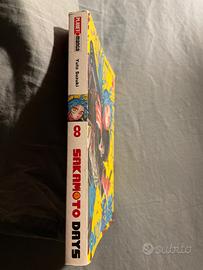 PLANET manga
Yuto Suzuki
8
SAKAMOTO DAYS
subito